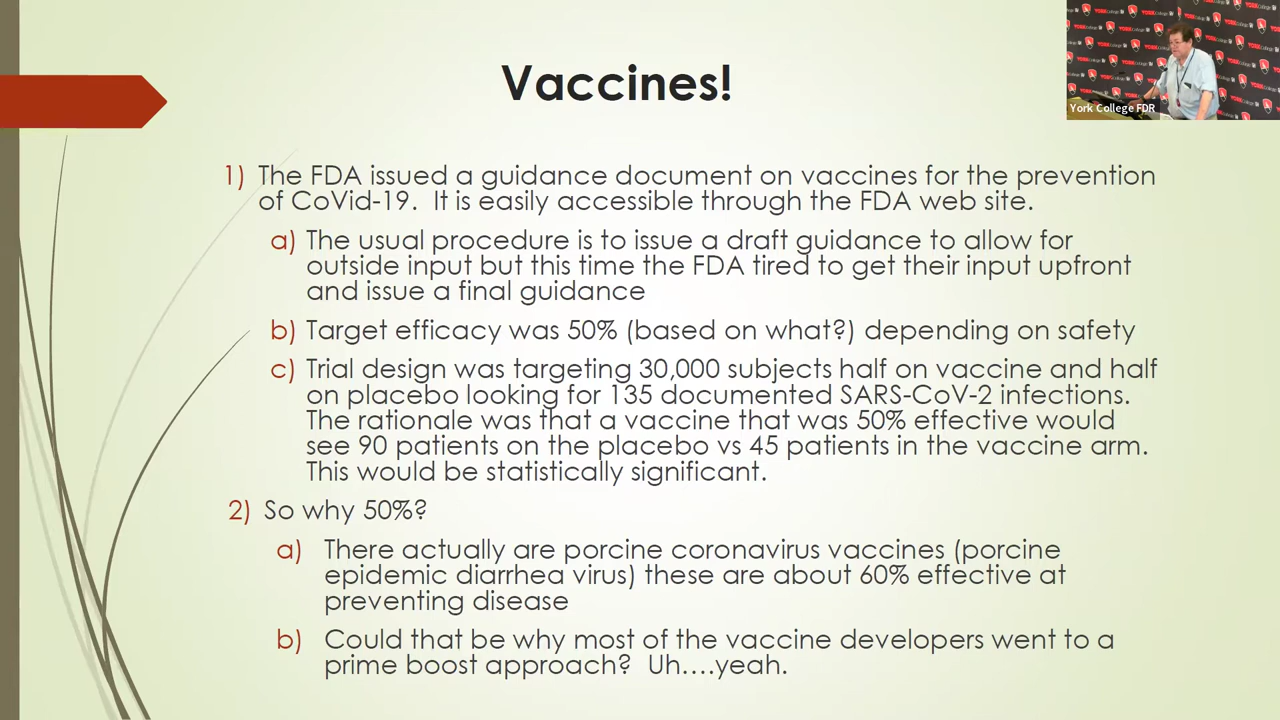 Vaccines!
York College FDR
1) The FDA issued a guidance document on vaccines for the prevention
of CoVid-19. It is easily accessible through the FDA web site.
a) The usual procedure is to issue a draft guidance to allow for
outside input but this time the FDA tired to get their input upfront
and issue a final guidance
b) Target efficacy was 50% (based on what?) depending on safety
c) Trial design was targeting 30,000 subjects half on vaccine and half
on placebo looking for 135 documented SARS-CoV-2 infections.
The rationale was that a vaccine that was 50% effective would
see 90 patients on the placebo vs 45 patients in the vaccine arm.
This would be statistically significant.
2) So why 50%?
a) There actually are porcine coronavirus vaccines (porcine
epidemic diarrhea virus) these are about 60% effective at
preventing disease
b) Could that be why most of the vaccine developers went to a
prime boost approach? Uh....yeah.